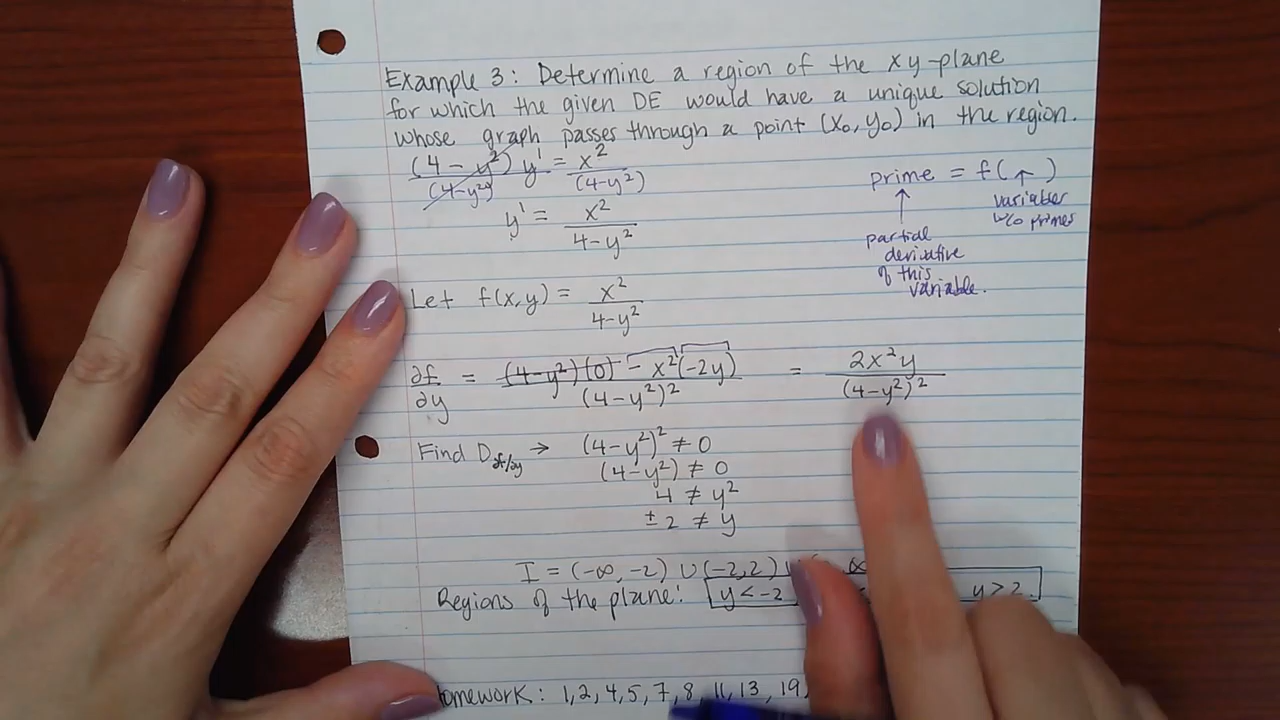 Example 3: Determine a region of the xy-plane
for which the given DE would have a unique solution
whose graph passes through a point (x₀, y₀) in the region.
(4-y²) y' / (4-y²) = x² / (4-y²)
y' = x² / 4-y²
prime = f(↑)
variables
w/o primes
↑
partial
derivative
of this
variable.
Let f(x,y) = x² / 4-y²
∂f/∂y = (4-y²)(0) - x²(-2y) / (4-y²)² = 2x²y / (4-y²)²
Find D∂f/∂y → (4-y²)² ≠ 0
(4-y²) ≠ 0
4 ≠ y²
±2 ≠ y
I = (-∞, -2) ∪ (-2,2) ∪
Regions of the plane: y < -2 y > 2.
Homework: 1, 2, 4, 5, 7, 8, 11, 13, 19,